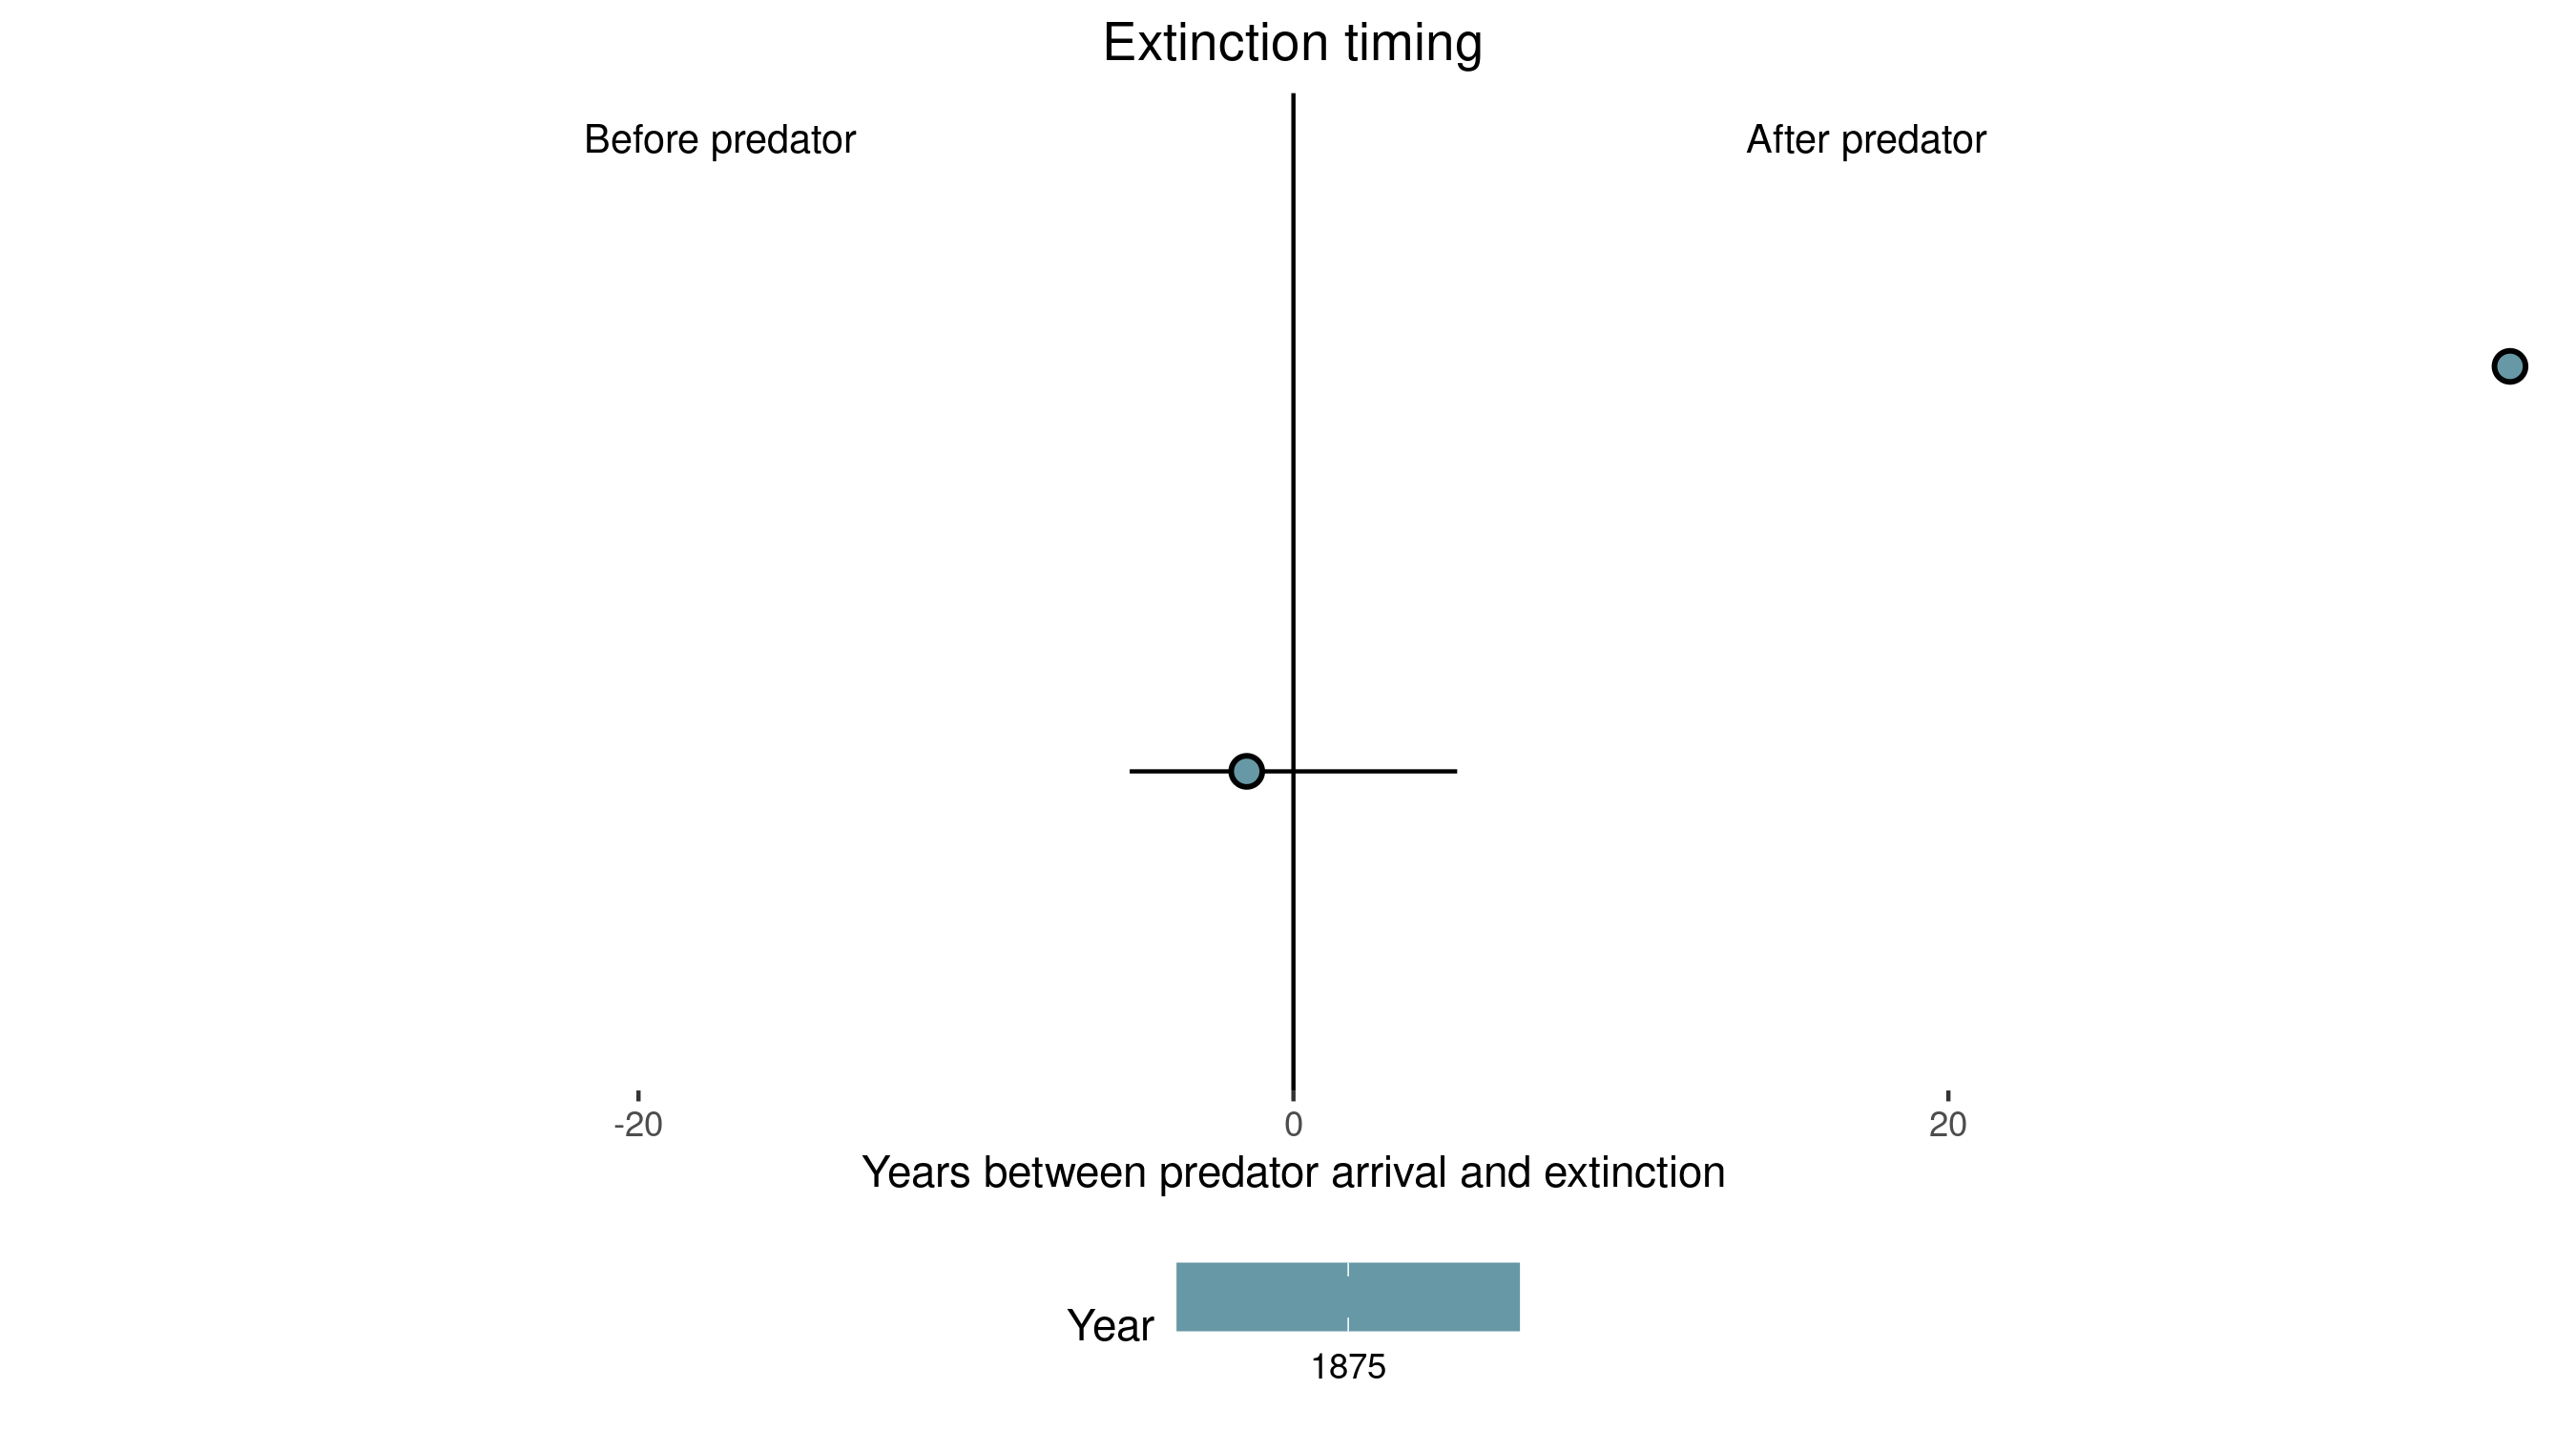 Extinction timing
Before predator
After predator
-20
0
20
Years between predator arrival and extinction
Year
1875